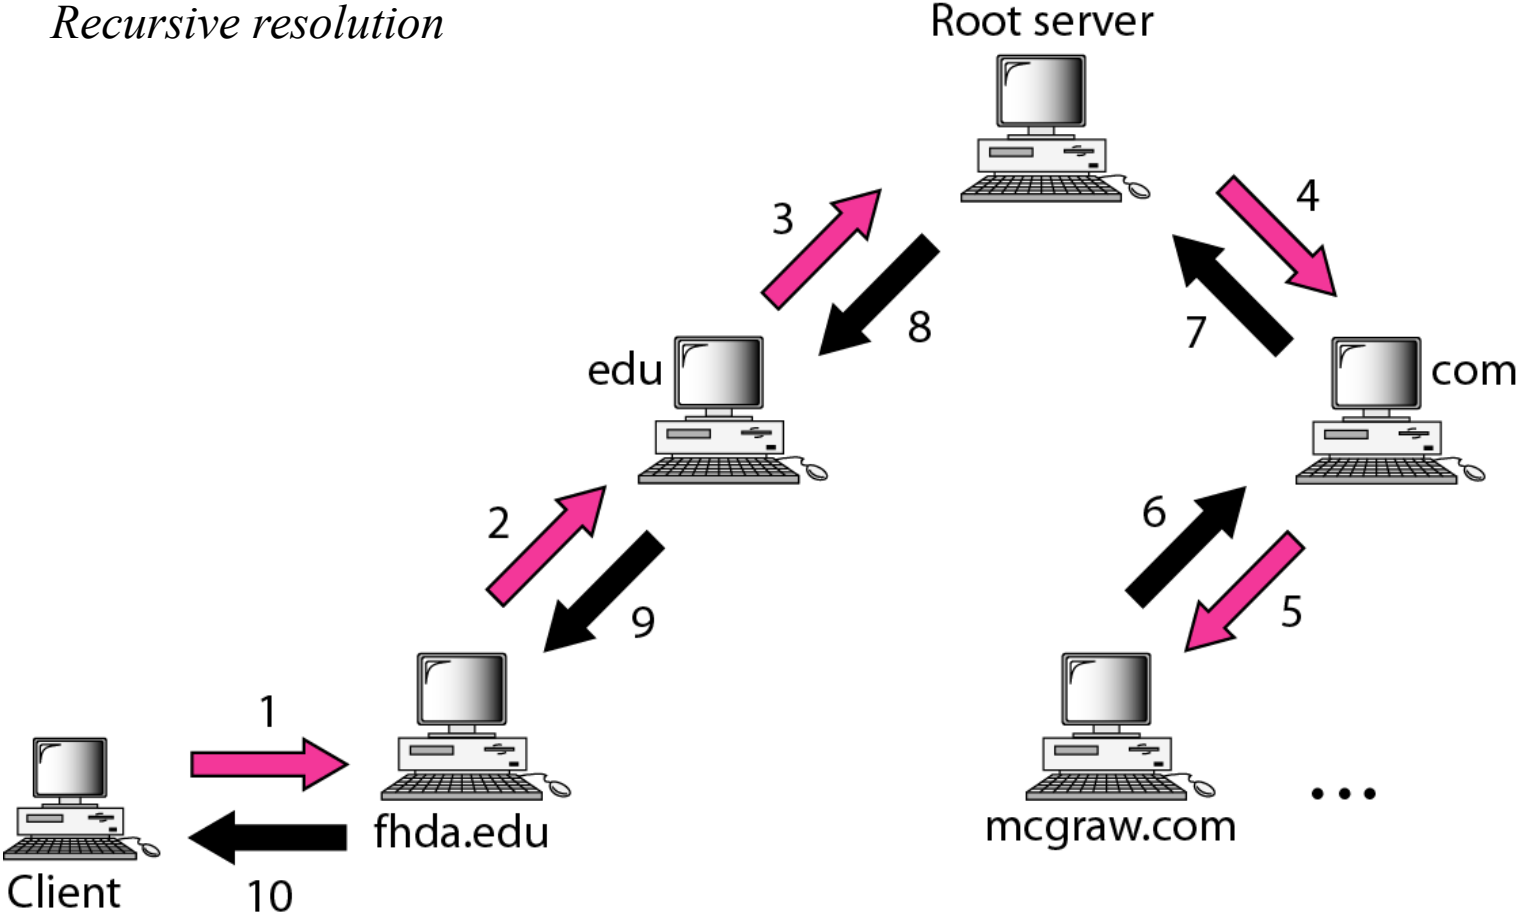 Recursive resolution
Root server
3
4
8
7
edu
com
2
6
9
5
1
fhda.edu
mcgraw.com
...
Client
10